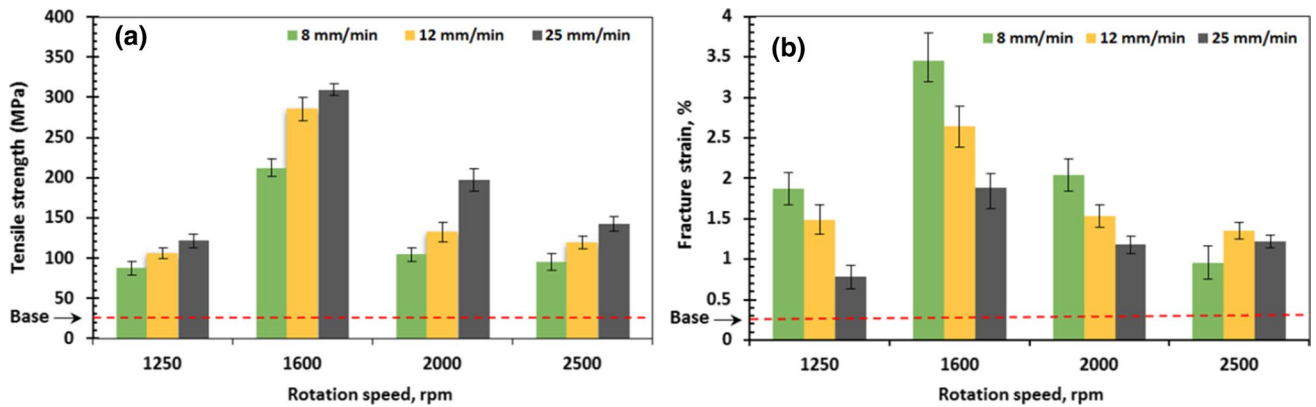 (a)
8 mm/min 12 mm/min 25 mm/min
Tensile strength (MPa)
400
350
300
250
200
150
100
50
0
Base
1250 1600 2000 2500
Rotation speed, rpm
(b)
8 mm/min 12 mm/min 25 mm/min
Fracture strain, %
4
3.5
3
2.5
2
1.5
1
0.5
0
Base
1250 1600 2000 2500
Rotation speed, rpm